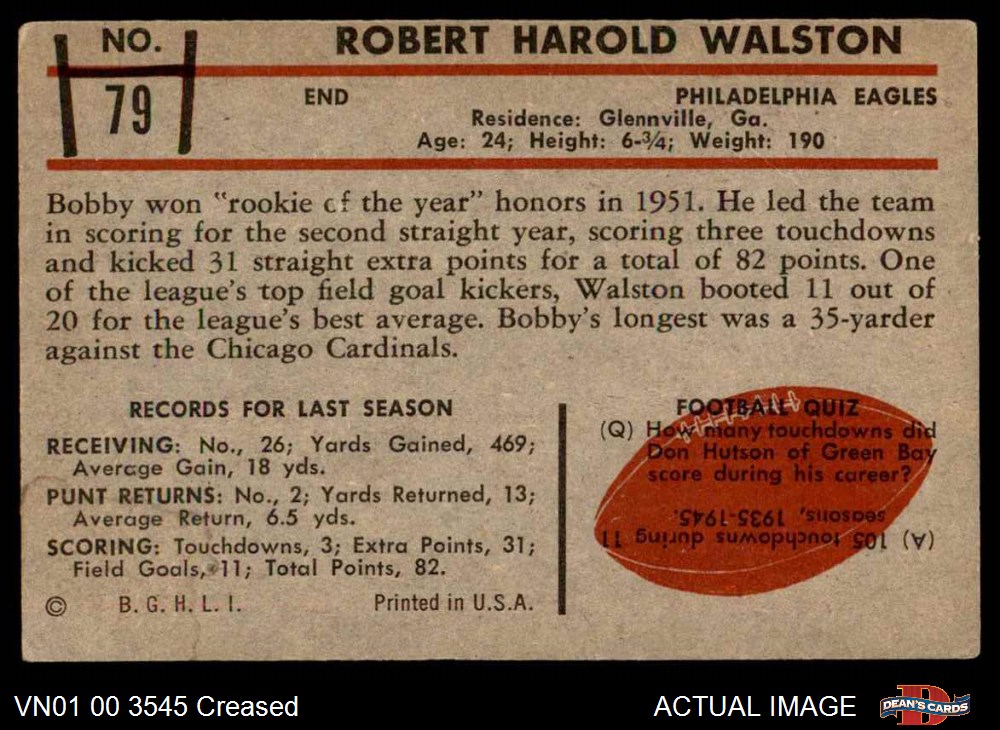 NO.
79
ROBERT HAROLD WALSTON
END
PHILADELPHIA EAGLES
Residence: Glennville, Ga.
Age: 24; Height: 6-3/4; Weight: 190
Bobby won "rookie of the year" honors in 1951. He led the team
in scoring for the second straight year, scoring three touchdowns
and kicked 31 straight extra points for a total of 82 points. One
of the league's top field goal kickers, Walston booted 11 out of
20 for the league's best average. Bobby's longest was a 35-yarder
against the Chicago Cardinals.
RECORDS FOR LAST SEASON
RECEIVING: No., 26; Yards Gained, 469;
Average Gain, 18 yds.
PUNT RETURNS: No., 2; Yards Returned, 13;
Average Return, 6.5 yds.
SCORING: Touchdowns, 3; Extra Points, 31;
Field Goals, 11; Total Points, 82.
© B. G. H. L. I. Printed in U.S.A.
FOOTBALL QUIZ
(Q) How many touchdowns did
Don Hutson of Green Bay
score during his career?
(A) 105 touchdowns during 11
seasons, 1935-1945.
VN01 00 3545 Creased
ACTUAL IMAGE
DEAN'S CARDS